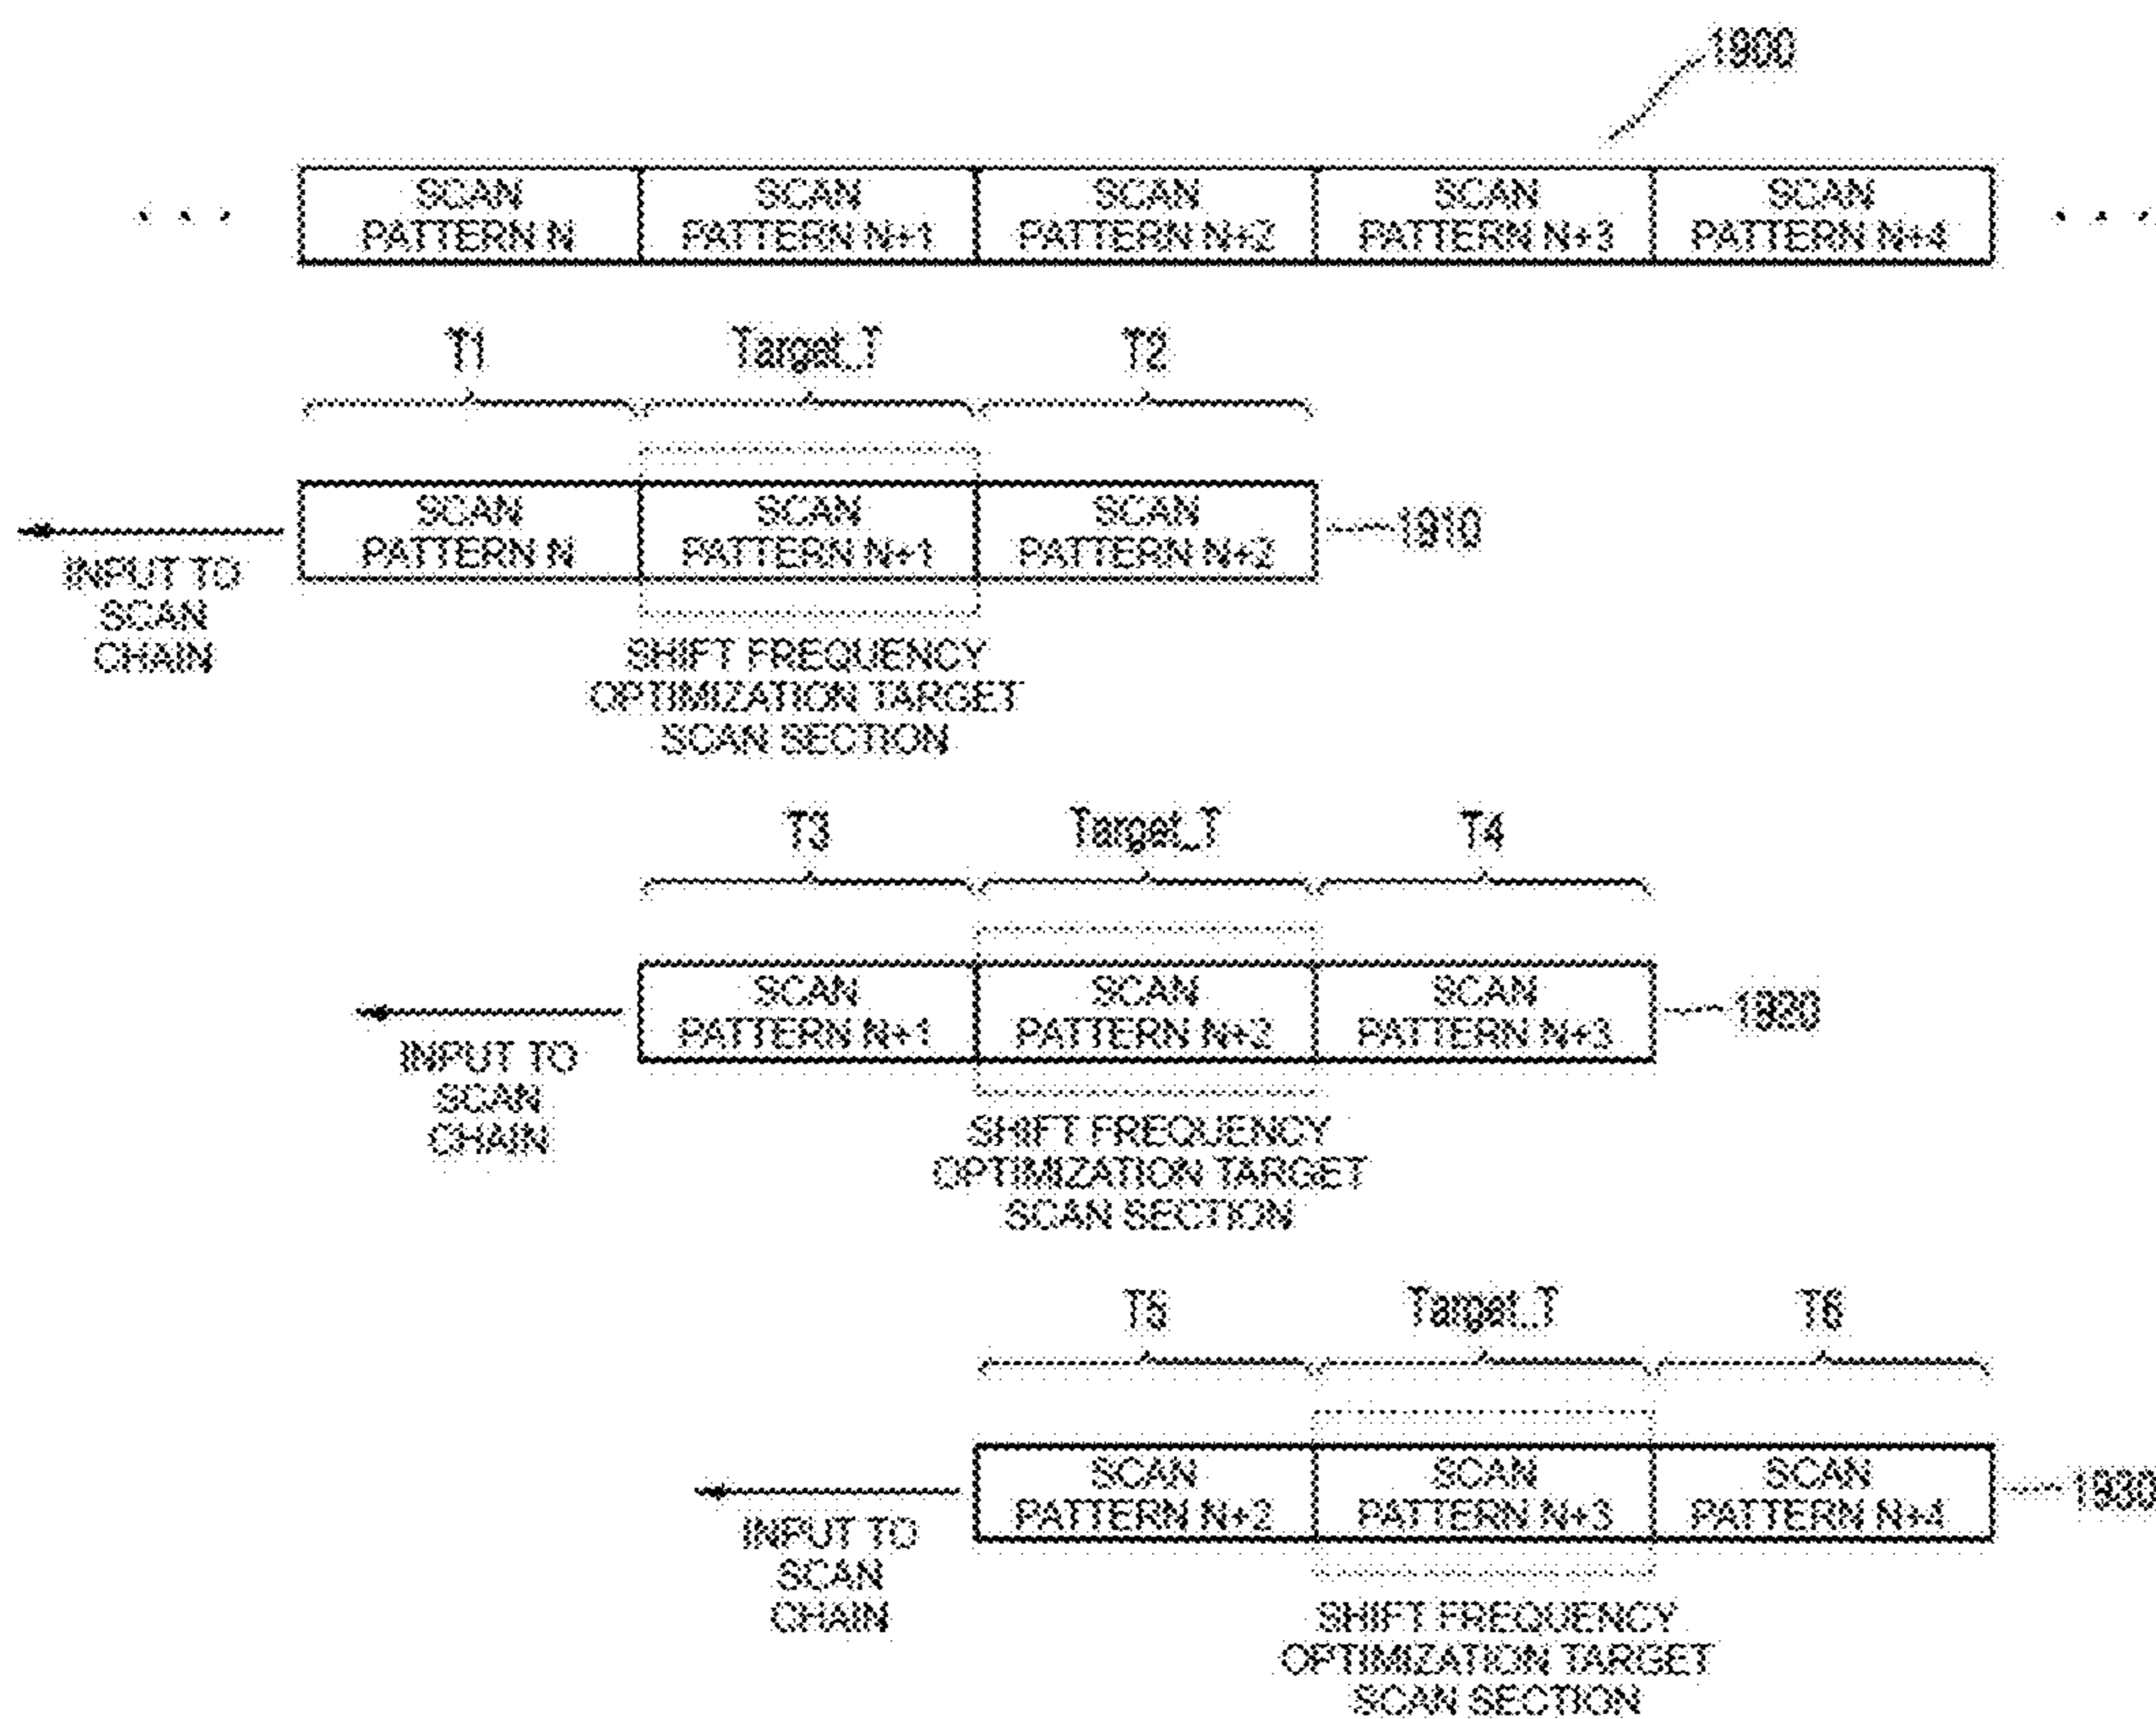 1900
. . .
SCAN PATTERN N
SCAN PATTERN N+1
SCAN PATTERN N+2
SCAN PATTERN N+3
SCAN PATTERN N+4
. . .
T1
Target_T
T2
SCAN PATTERN N
SCAN PATTERN N+1
SCAN PATTERN N+2
1910
INPUT TO
SCAN
CHAIN
SHIFT FREQUENCY
OPTIMIZATION TARGET
SCAN SECTION
T3
Target_T
T4
SCAN PATTERN N+1
SCAN PATTERN N+2
SCAN PATTERN N+3
1920
INPUT TO
SCAN
CHAIN
SHIFT FREQUENCY
OPTIMIZATION TARGET
SCAN SECTION
T5
Target_T
T6
SCAN PATTERN N+2
SCAN PATTERN N+3
SCAN PATTERN N+4
1930
INPUT TO
SCAN
CHAIN
SHIFT FREQUENCY
OPTIMIZATION TARGET
SCAN SECTION